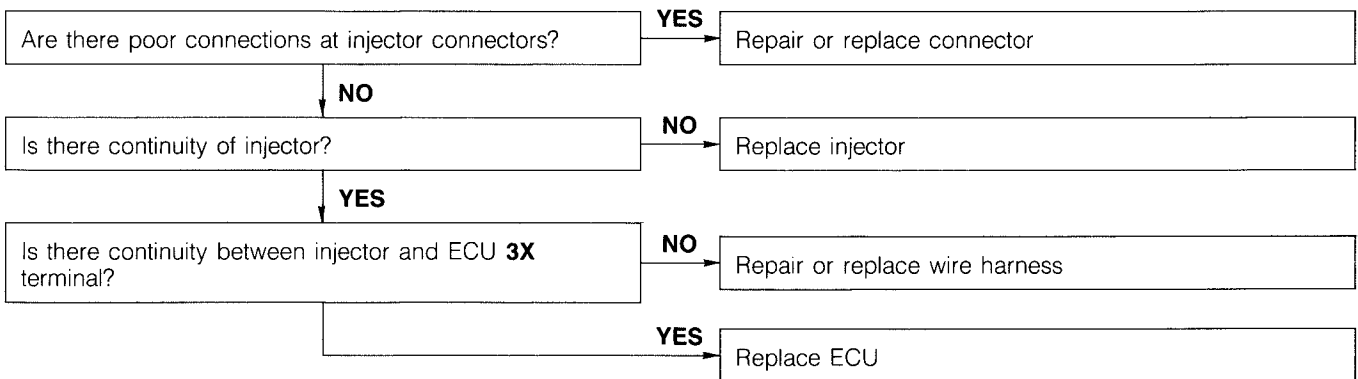 Are there poor connections at injector connectors?
YES
Repair or replace connector
NO
Is there continuity of injector?
NO
Replace injector
YES
Is there continuity between injector and ECU 3X
terminal?
NO
Repair or replace wire harness
YES
Replace ECU